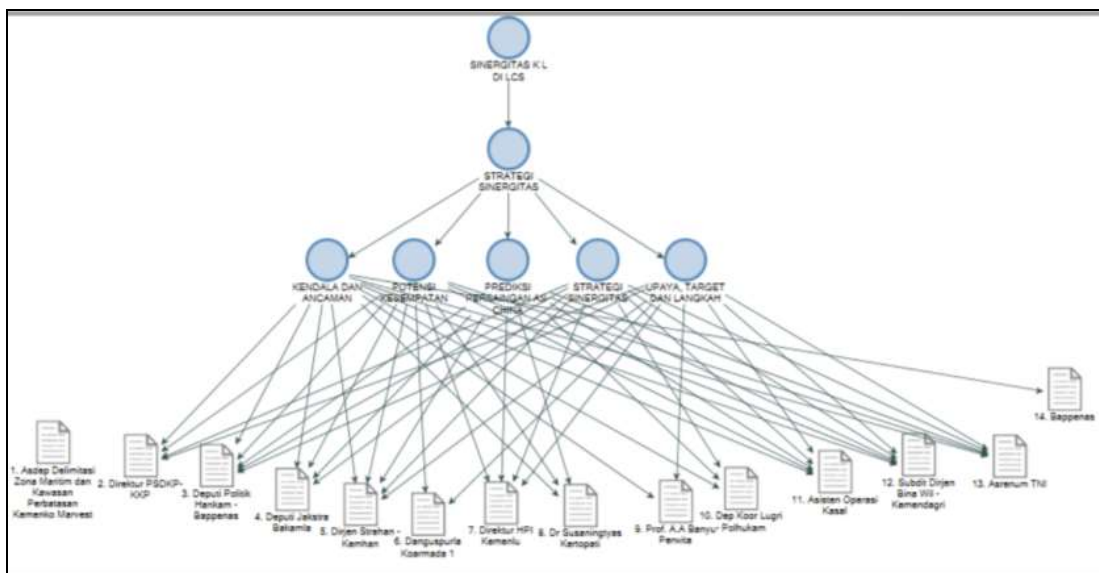 SINERGITAS K L
DI LCS
STRATEGI
SINERGITAS
KENDALA DAN
ANCAMAN
POTENSI
KESEMPATAN
PREDIKSI
PERSAINGAN AS
CHINA
STRATEGI
SINERGITAS
UPAYA, TARGET
DAN LANGKAH
1. Asdep Delimitasi
Zona Maritim dan
Kawasan
Perbatasan
Kemenko Marvest
2. Direktur PSDKP-
KKP
3. Deputi Polisik
Hankam -
Bappenas
4. Deputi Jakstra
Bakamla
5. Dirjen Strahan -
Kemhan
6. Danguspurla
Koarmada 1
7. Direktur HPI
Kemenlu
8. Dr Susaningtyas
Kertopati
9. Prof. A.A Banyu
Perwita
10. Dep Koor Lugri
Polhukam
11. Asisten Operasi
Kasal
12. Subdit Dirjen
Bina Wil -
Kemendagri
13. Asrenum TNI
14. Bappenas